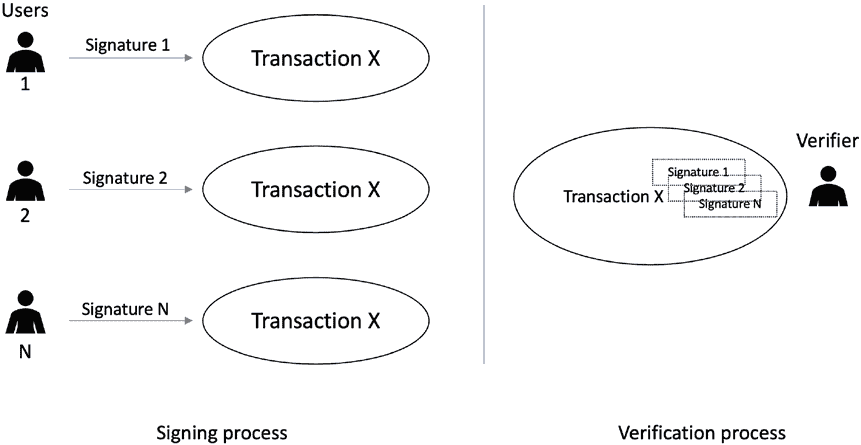 Users
Signature 1
Transaction X
1
Signature 2
Transaction X
2
Signature N
Transaction X
N
Signing process
Verifier
Signature 1
Transaction X
Signature 2
Signature N
Verification process